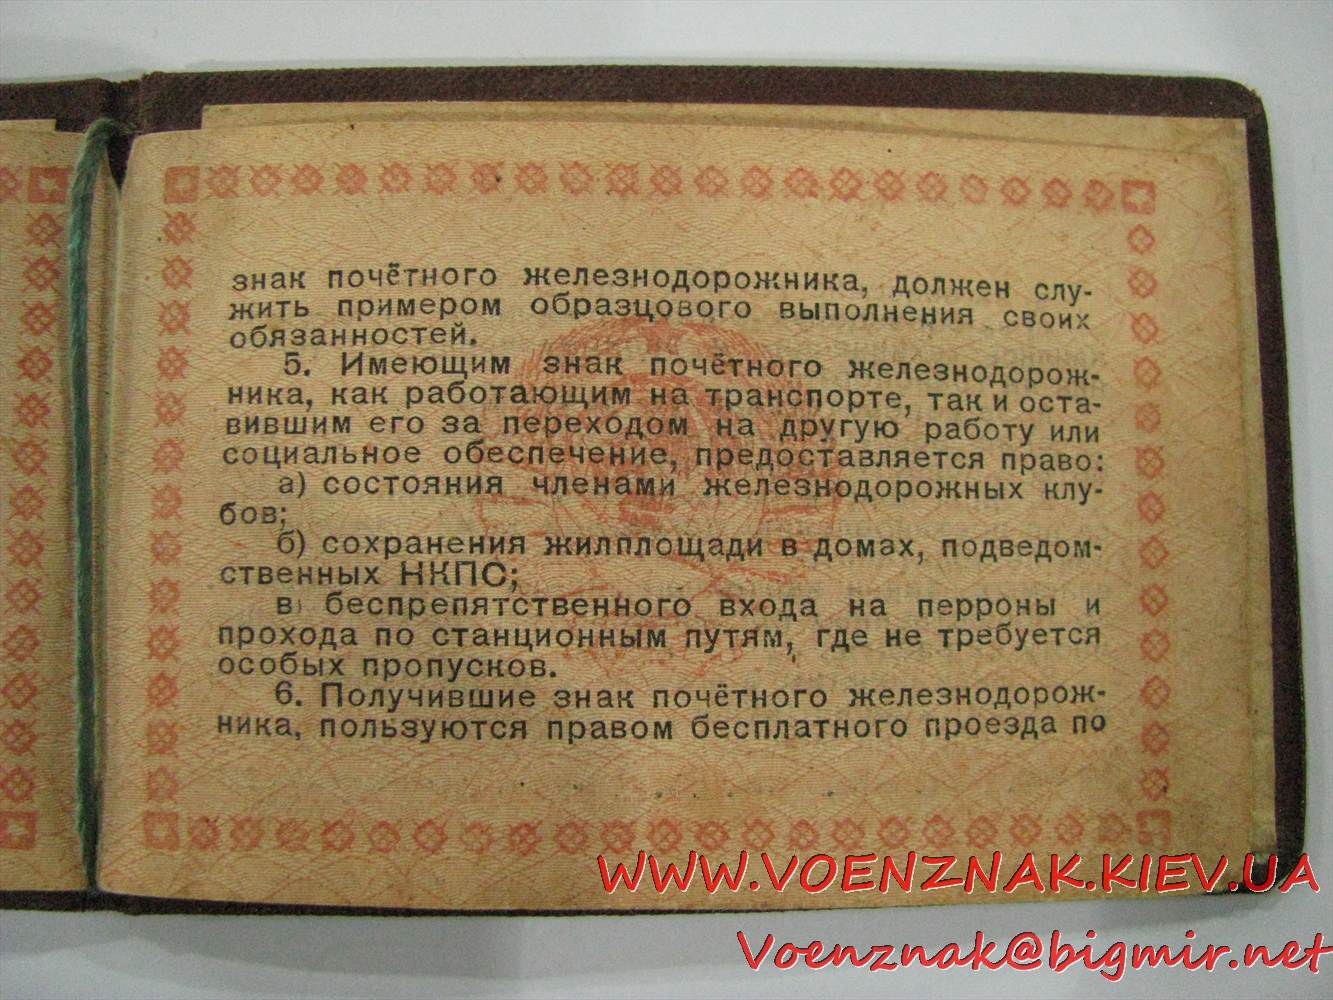 знак почётного железнодорожника, должен слу-
жить примером образцового выполнения своих
обязанностей.
5. Имеющим знак почётного железнодорож-
ника, как работающим на транспорте, так и оста-
вившим его за переходом на другую работу или
социальное обеспечение, предоставляется право:
а) состояния членами железнодорожных клу-
бов;
б) сохранения жилплощади в домах, подведом-
ственных НКПС;
в) беспрепятственного входа на перроны и
прохода по станционным путям, где не требуется
особых пропусков.
6. Получившие знак почётного железнодорож-
ника, пользуются правом бесплатного проезда по
WWW.VOENZNAK.KIEV.UA
Voenznak@bigmir.net